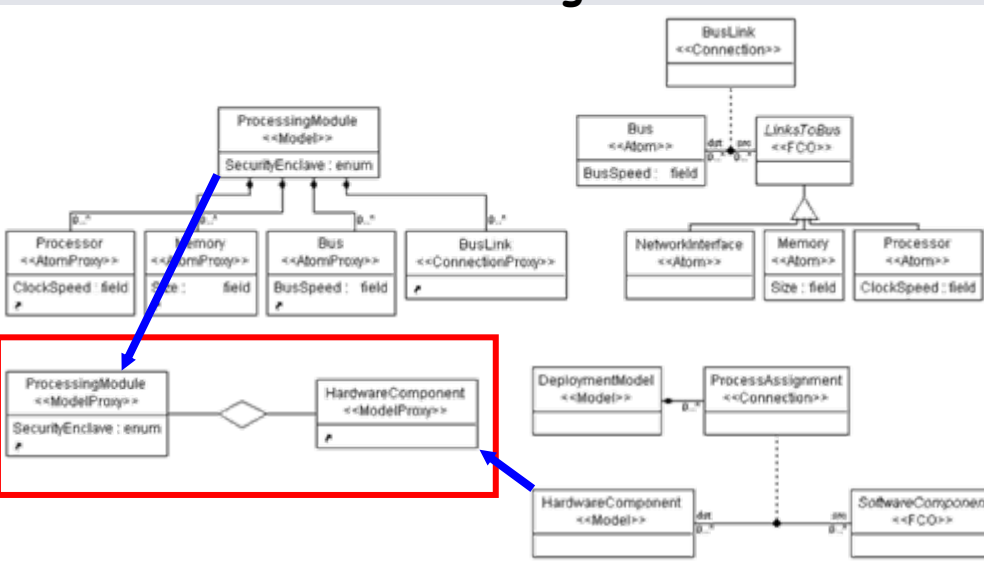 BusLink
<<Connection>>
ProcessingModule
<<Model>>
SecurityEnclave : enum
Bus
<<Atom>>
BusSpeed : field
dst
src
0..*
0..*
LinksToBus
<<FCO>>
0..*
0..*
0..*
0..*
Processor
<<AtomProxy>>
ClockSpeed : field
<<AtomProxy>>
field
Bus
<<AtomProxy>>
BusSpeed : field
BusLink
<<ConnectionProxy>>
NetworkInterface
<<Atom>>
Memory
<<Atom>>
Size : field
Processor
<<Atom>>
ClockSpeed : field
ProcessingModule
<<ModelProxy>>
SecurityEnclave : enum
HardwareComponent
<<ModelProxy>>
DeploymentModel
<<Model>>
0..*
ProcessAssignment
<<Connection>>
HardwareComponent
<<Model>>
dst
0..*
src
0..*
SoftwareComponen
<<FCO>>